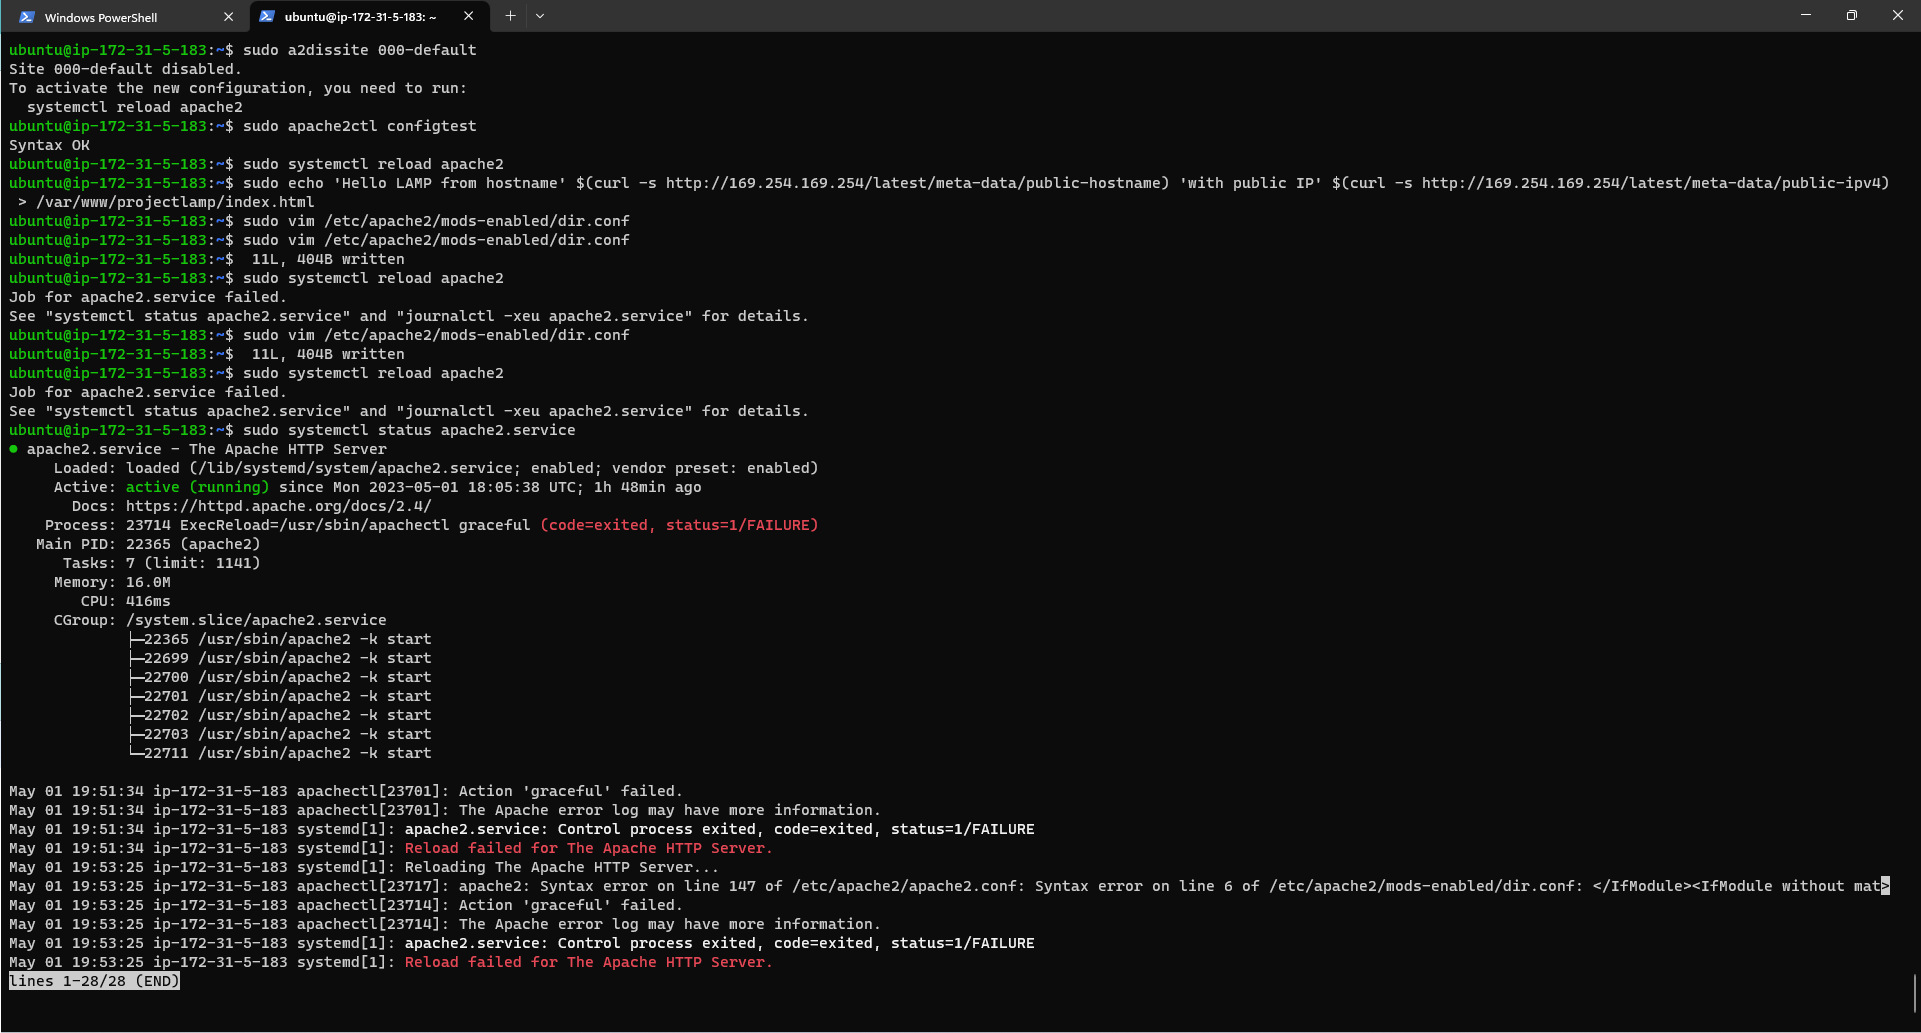 Windows PowerShell
ubuntu@ip-172-31-5-183: ~
ubuntu@ip-172-31-5-183:~$ sudo a2dissite 000-default
Site 000-default disabled.
To activate the new configuration, you need to run:
  systemctl reload apache2
ubuntu@ip-172-31-5-183:~$ sudo apache2ctl configtest
Syntax OK
ubuntu@ip-172-31-5-183:~$ sudo systemctl reload apache2
ubuntu@ip-172-31-5-183:~$ sudo echo 'Hello LAMP from hostname' $(curl -s http://169.254.169.254/latest/meta-data/public-hostname) 'with public IP' $(curl -s http://169.254.169.254/latest/meta-data/public-ipv4)
 > /var/www/projectlamp/index.html
ubuntu@ip-172-31-5-183:~$ sudo vim /etc/apache2/mods-enabled/dir.conf
ubuntu@ip-172-31-5-183:~$ sudo vim /etc/apache2/mods-enabled/dir.conf
ubuntu@ip-172-31-5-183:~$  11L, 404B written
ubuntu@ip-172-31-5-183:~$ sudo systemctl reload apache2
Job for apache2.service failed.
See "systemctl status apache2.service" and "journalctl -xeu apache2.service" for details.
ubuntu@ip-172-31-5-183:~$ sudo vim /etc/apache2/mods-enabled/dir.conf
ubuntu@ip-172-31-5-183:~$  11L, 404B written
ubuntu@ip-172-31-5-183:~$ sudo systemctl reload apache2
Job for apache2.service failed.
See "systemctl status apache2.service" and "journalctl -xeu apache2.service" for details.
ubuntu@ip-172-31-5-183:~$ sudo systemctl status apache2.service
● apache2.service - The Apache HTTP Server
     Loaded: loaded (/lib/systemd/system/apache2.service; enabled; vendor preset: enabled)
     Active: active (running) since Mon 2023-05-01 18:05:38 UTC; 1h 48min ago
       Docs: https://httpd.apache.org/docs/2.4/
    Process: 23714 ExecReload=/usr/sbin/apachectl graceful (code=exited, status=1/FAILURE)
   Main PID: 22365 (apache2)
      Tasks: 7 (limit: 1141)
     Memory: 16.0M
        CPU: 416ms
     CGroup: /system.slice/apache2.service
             ├─22365 /usr/sbin/apache2 -k start
             ├─22699 /usr/sbin/apache2 -k start
             ├─22700 /usr/sbin/apache2 -k start
             ├─22701 /usr/sbin/apache2 -k start
             ├─22702 /usr/sbin/apache2 -k start
             ├─22703 /usr/sbin/apache2 -k start
             └─22711 /usr/sbin/apache2 -k start
May 01 19:51:34 ip-172-31-5-183 apachectl[23701]: Action 'graceful' failed.
May 01 19:51:34 ip-172-31-5-183 apachectl[23701]: The Apache error log may have more information.
May 01 19:51:34 ip-172-31-5-183 systemd[1]: apache2.service: Control process exited, code=exited, status=1/FAILURE
May 01 19:51:34 ip-172-31-5-183 systemd[1]: Reload failed for The Apache HTTP Server.
May 01 19:53:25 ip-172-31-5-183 systemd[1]: Reloading The Apache HTTP Server...
May 01 19:53:25 ip-172-31-5-183 apachectl[23717]: apache2: Syntax error on line 147 of /etc/apache2/apache2.conf: Syntax error on line 6 of /etc/apache2/mods-enabled/dir.conf: </IfModule><IfModule without mat>
May 01 19:53:25 ip-172-31-5-183 apachectl[23714]: Action 'graceful' failed.
May 01 19:53:25 ip-172-31-5-183 apachectl[23714]: The Apache error log may have more information.
May 01 19:53:25 ip-172-31-5-183 systemd[1]: apache2.service: Control process exited, code=exited, status=1/FAILURE
May 01 19:53:25 ip-172-31-5-183 systemd[1]: Reload failed for The Apache HTTP Server.
lines 1-28/28 (END)